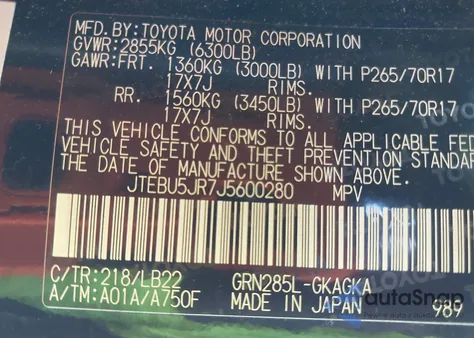 MFD.BY:TOYOTA MOTOR CORPORATION
GVWR:2855KG (6300LB)
GAWR:FRT. 1360KG (3000LB) WITH P265/70R17
17X7J RIMS.
RR. 1560KG (3450LB) WITH P265/70R17
17X7J RIMS.
THIS VEHICLE CONFORMS TO ALL APPLICABLE FED
VEHICLE SAFETY AND THEFT PREVENTION STANDA
THE DATE OF MANUFACTURE SHOWN ABOVE.
JTEBU5JR7J5600280 MPV
C/TR:218/LB22 GRN285L-GKAGKA
A/TM:A01A/A750F MADE IN JAPAN 989
autoSnap